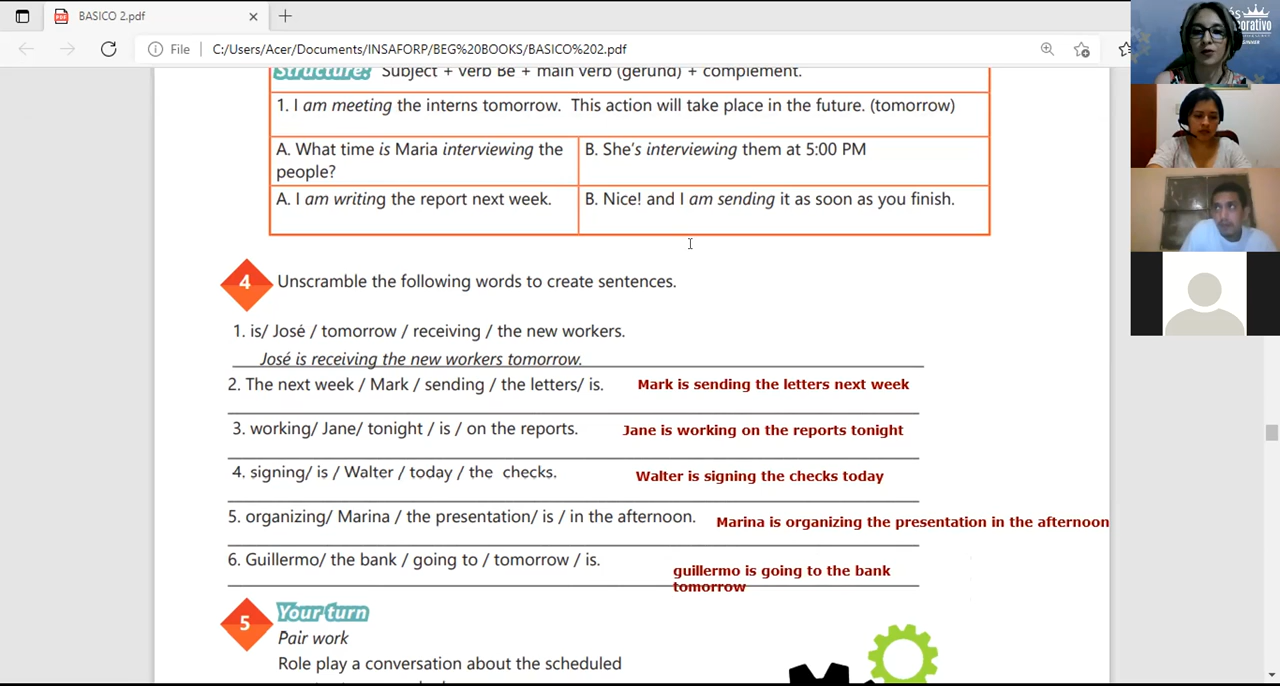 BASICO 2.pdf
File C:/Users/Acer/Documents/INSAFORP/BEG%20BOOKS/BASICO%202.pdf
Structure: Subject + verb Be + main verb (gerund) + complement.
1. I am meeting the interns tomorrow. This action will take place in the future. (tomorrow)
A. What time is Maria interviewing the
people?
B. She's interviewing them at 5:00 PM
A. I am writing the report next week.
B. Nice! and I am sending it as soon as you finish.
4 Unscramble the following words to create sentences.
1. is/ José / tomorrow / receiving / the new workers.
José is receiving the new workers tomorrow.
2. The next week / Mark / sending / the letters/ is. Mark is sending the letters next week
3. working/ Jane/ tonight / is / on the reports. Jane is working on the reports tonight
4. signing/ is / Walter / today / the checks. Walter is signing the checks today
5. organizing/ Marina / the presentation/ is / in the afternoon. Marina is organizing the presentation in the afternoon
6. Guillermo/ the bank / going to / tomorrow / is. guillermo is going to the bank
tomorrow
5 Your turn
Pair work
Role play a conversation about the scheduled